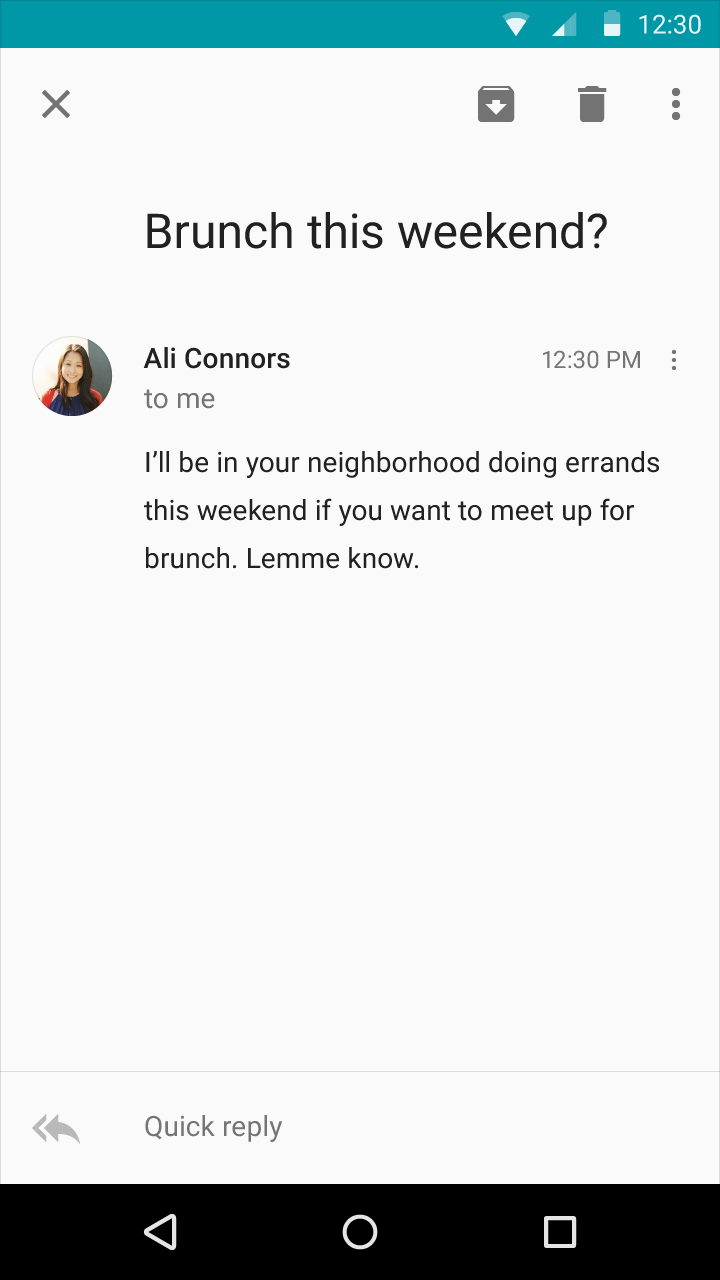 12:30
Brunch this weekend?
Ali Connors
12:30 PM
to me
I’ll be in your neighborhood doing errands
this weekend if you want to meet up for
brunch. Lemme know.
Quick reply